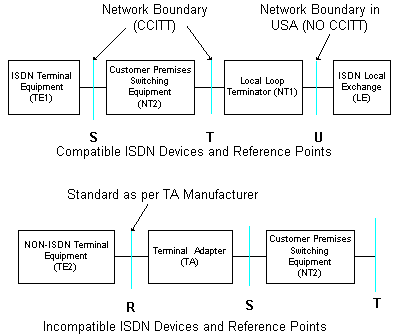 Network Boundary
(CCITT)
Network Boundary in
USA (NO CCITT)
ISDN Terminal
Equipment
(TE1)
Customer Premises
Switching
Equipment
(NT2)
Local Loop
Terminator (NT1)
ISDN Local
Exchange
(LE)
S
T
U
Compatible ISDN Devices and Reference Points
Standard as per TA Manufacturer
NON-ISDN Terminal
Equipment
(TE2)
Terminal Adapter
(TA)
Customer Premises
Switching
Equipment
(NT2)
R
S
T
Incompatible ISDN Devices and Reference Points